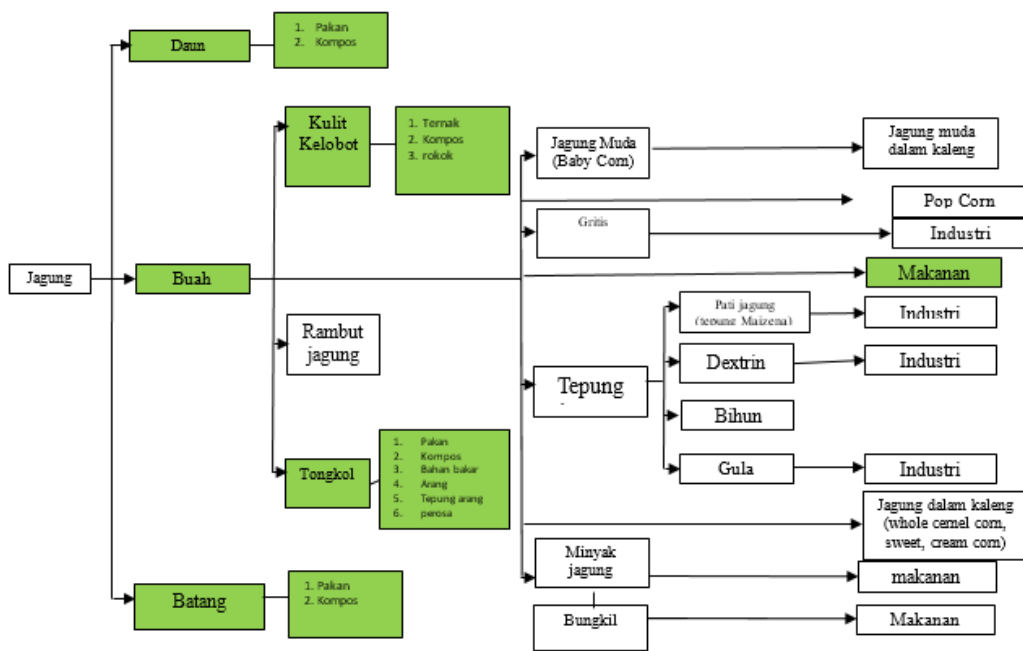 Jagung
Daun
1. Pakan
2. Kompos
Buah
Kulit
Kelobot
1. Ternak
2. Kompos
3. rokok
Rambut
jagung
Tongkol
1. Pakan
2. Kompos
3. Bahan bakar
4. Arang
5. Tepung arang
6. perosa
Batang
1. Pakan
2. Kompos
Jagung Muda
(Baby Corn)
Jagung muda
dalam kaleng
Pop Corn
Gritis
Industri
Makanan
Tepung
Pati jagung
(tepung Maizena)
Industri
Dextrin
Industri
Bihun
Gula
Industri
Jagung dalam kaleng
(whole cernel corn,
sweet, cream corn)
Minyak
jagung
makanan
Bungkil
Makanan